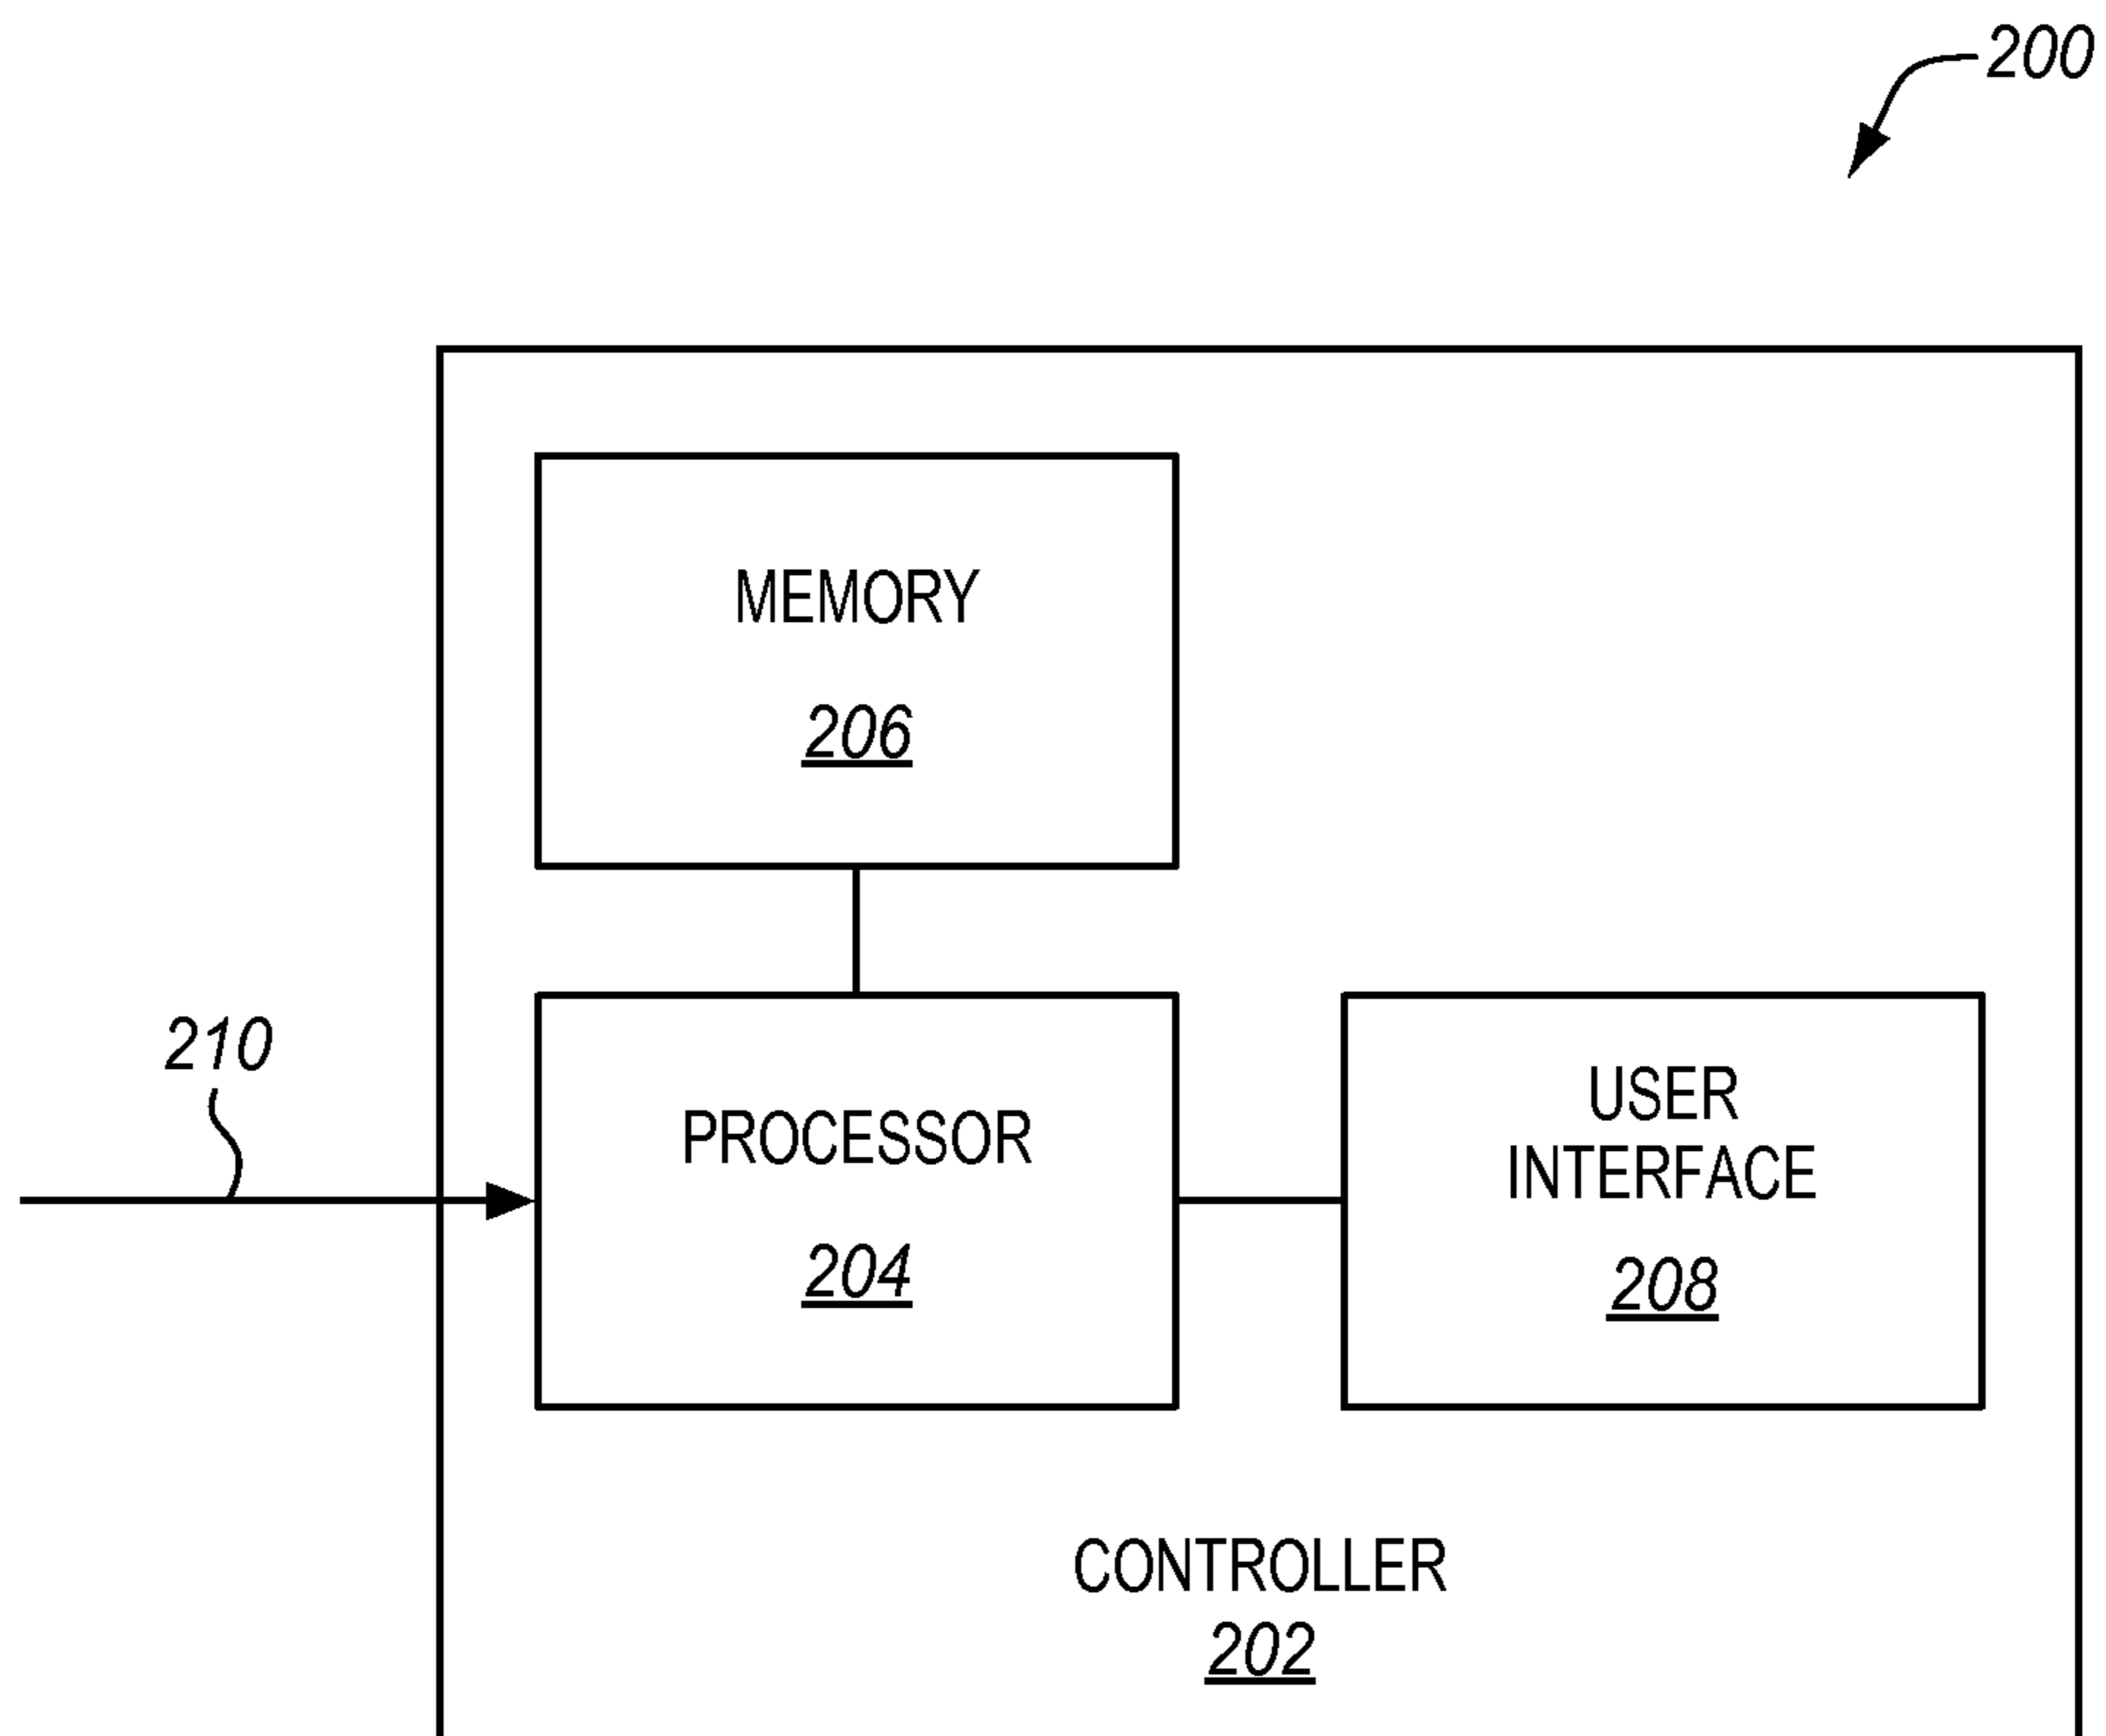 200
MEMORY
206
210
PROCESSOR
204
USER
INTERFACE
208
CONTROLLER
202